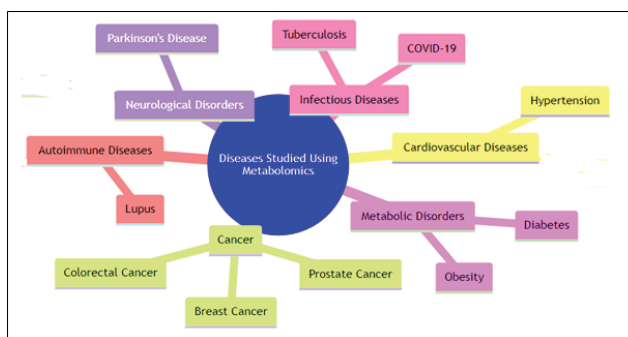 Parkinson's Disease
Tuberculosis
COVID-19
Neurological Disorders
Infectious Diseases
Hypertension
Autoimmune Diseases
Diseases Studied Using
Metabolomics
Cardiovascular Diseases
Lupus
Metabolic Disorders
Diabetes
Cancer
Colorectal Cancer
Prostate Cancer
Obesity
Breast Cancer